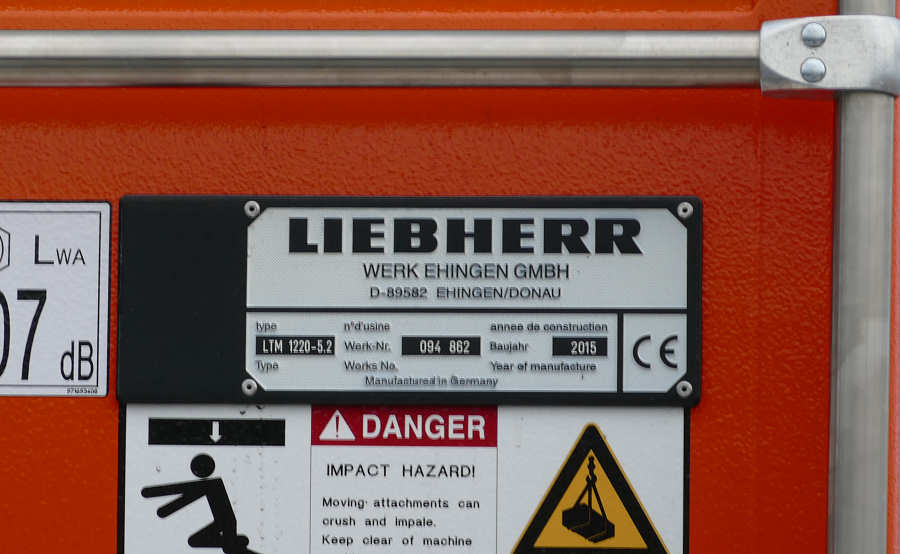 LWA
07
dB
LIEBHERR
WERK EHINGEN GMBH
D-89582 EHINGEN/DONAU
type n°d'usine annee de construction
LTM 1220-5.2 Werk-Nr. 094 862 Baujahr 2015
Type Works No. Year of manufacture
Manufactured in Germany
CE
DANGER
IMPACT HAZARD!
Moving attachments can
crush and impale.
Keep clear of machine